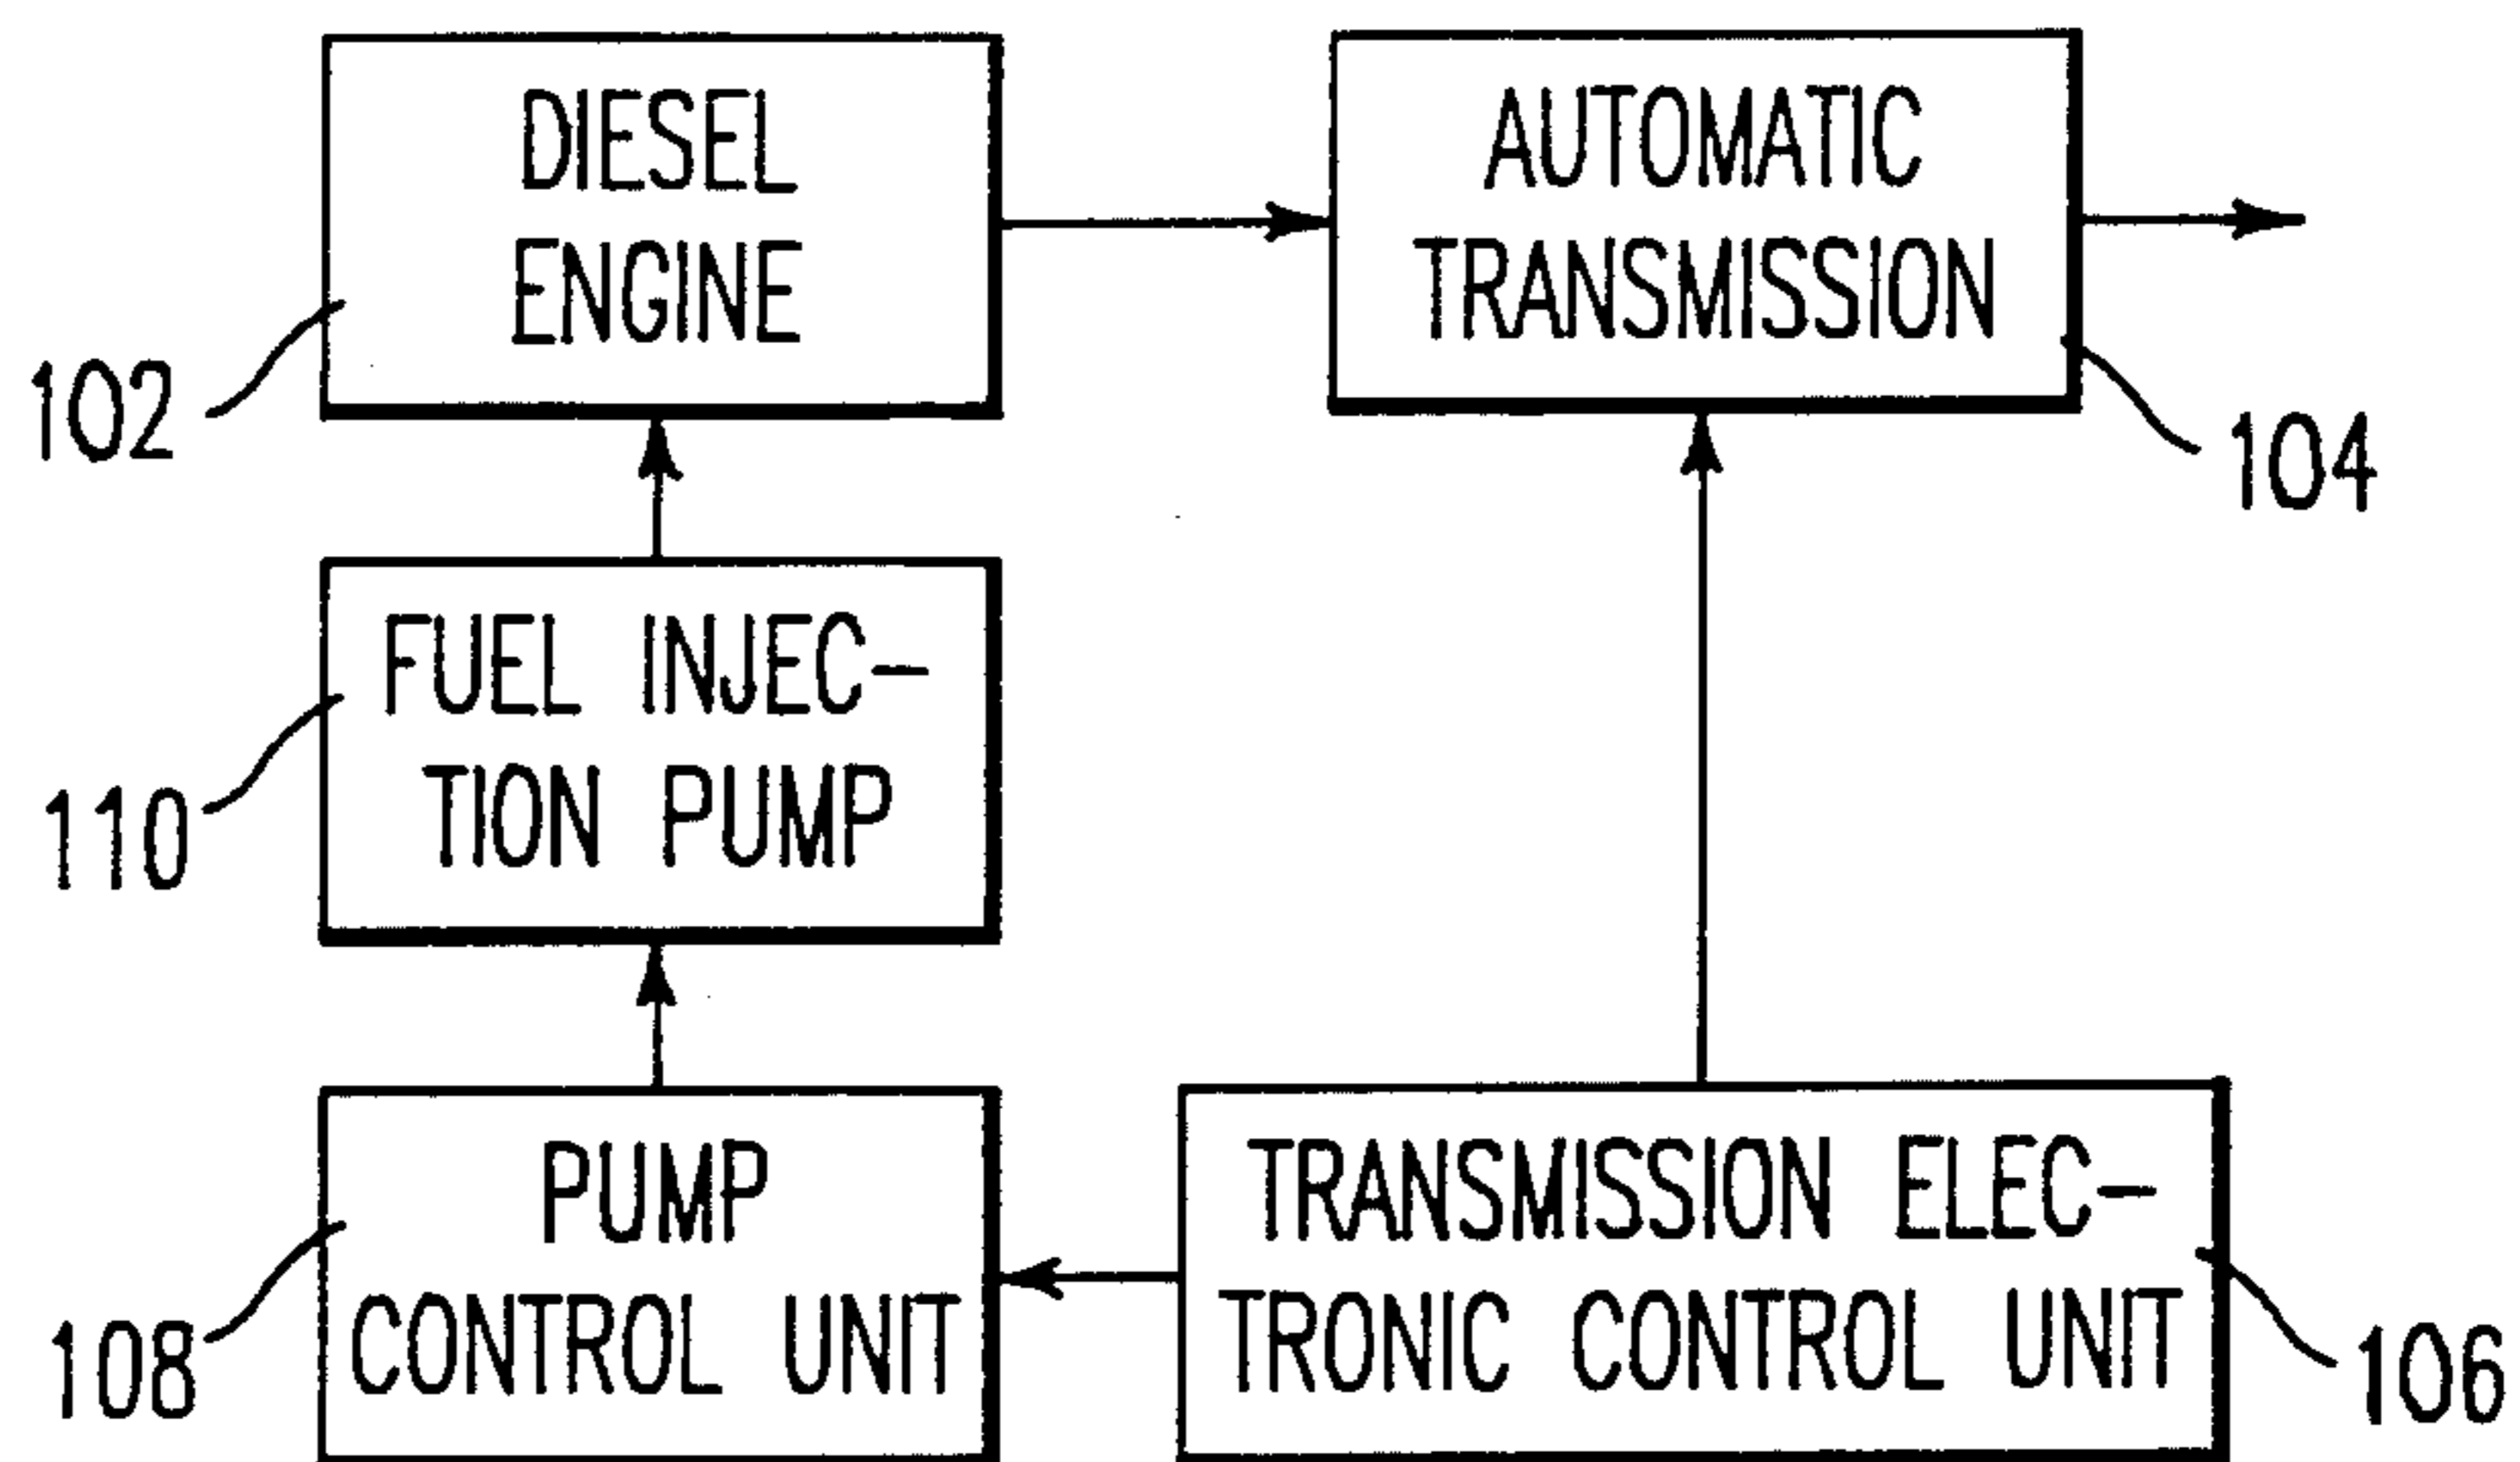 DIESEL
ENGINE
AUTOMATIC
TRANSMISSION
102
104
FUEL INJEC-
TION PUMP
110
PUMP
CONTROL UNIT
TRANSMISSION ELEC-
TRONIC CONTROL UNIT
108
106